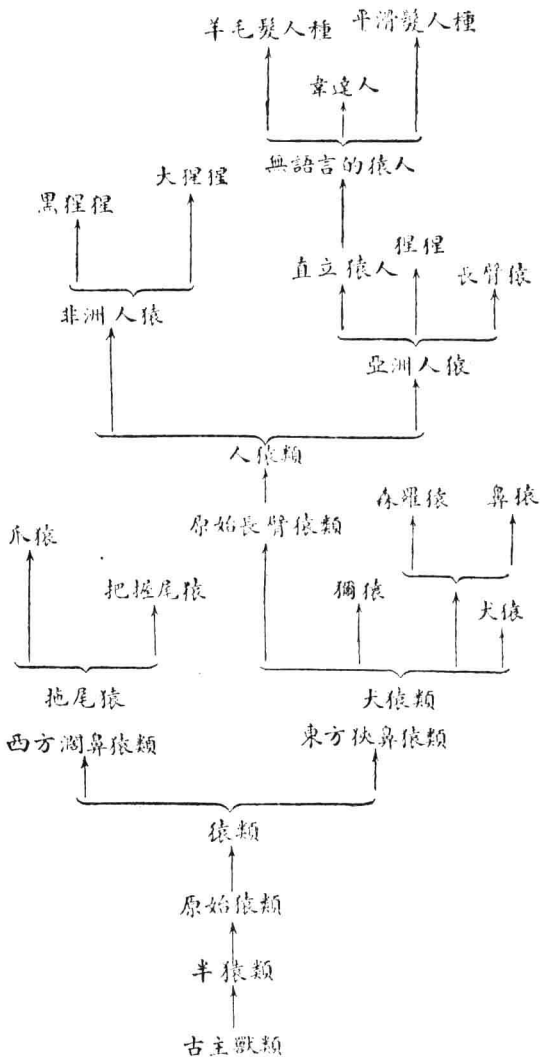 羊毛髮人種 平滑髮人種
韋達人
無語言的猿人
黑猩猩 大猩猩
直立猿人 猩猩 長臂猿
非洲人猿
亞洲人猿
人猿類
爪猿 原始長臂猿類 森羅猿 鼻猿
把握尾猿 獼猿 犬猿
拖尾猿 犬猿類
西方濶鼻猿類 東方狹鼻猿類
猿類
原始猿類
半猿類
古主獸類